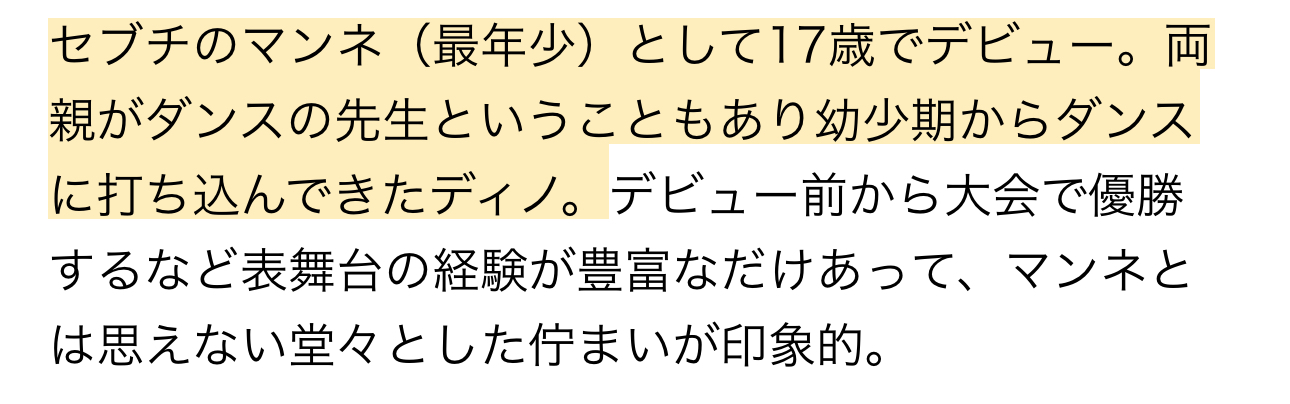 セブチのマンネ（最年少）として17歳でデビュー。両
親がダンスの先生ということもあり幼少期からダンス
に打ち込んできたディノ。デビュー前から大会で優勝
するなど表舞台の経験が豊富なだけあって、マンネと
は思えない堂々とした佇まいが印象的。